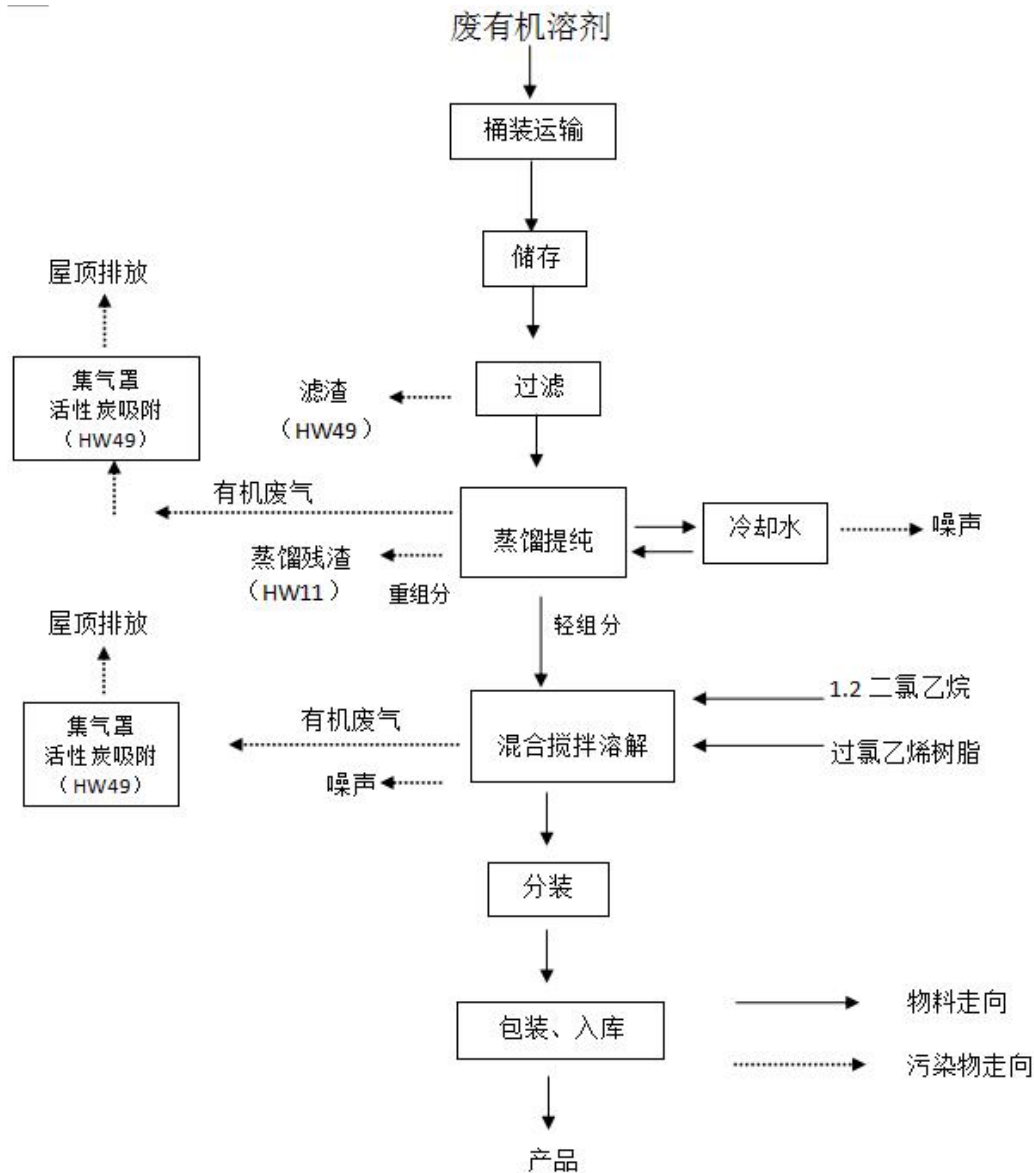 废有机溶剂
桶装运输
储存
屋顶排放
过滤
集气罩
活性炭吸附
（HW49）
滤渣
（HW49）
有机废气
蒸馏提纯
冷却水
噪声
蒸馏残渣
（HW11）
重组分
轻组分
屋顶排放
1.2 二氯乙烷
有机废气
混合搅拌溶解
集气罩
活性炭吸附
（HW49）
过氯乙烯树脂
噪声
分装
包装、入库
物料走向
污染物走向
产品